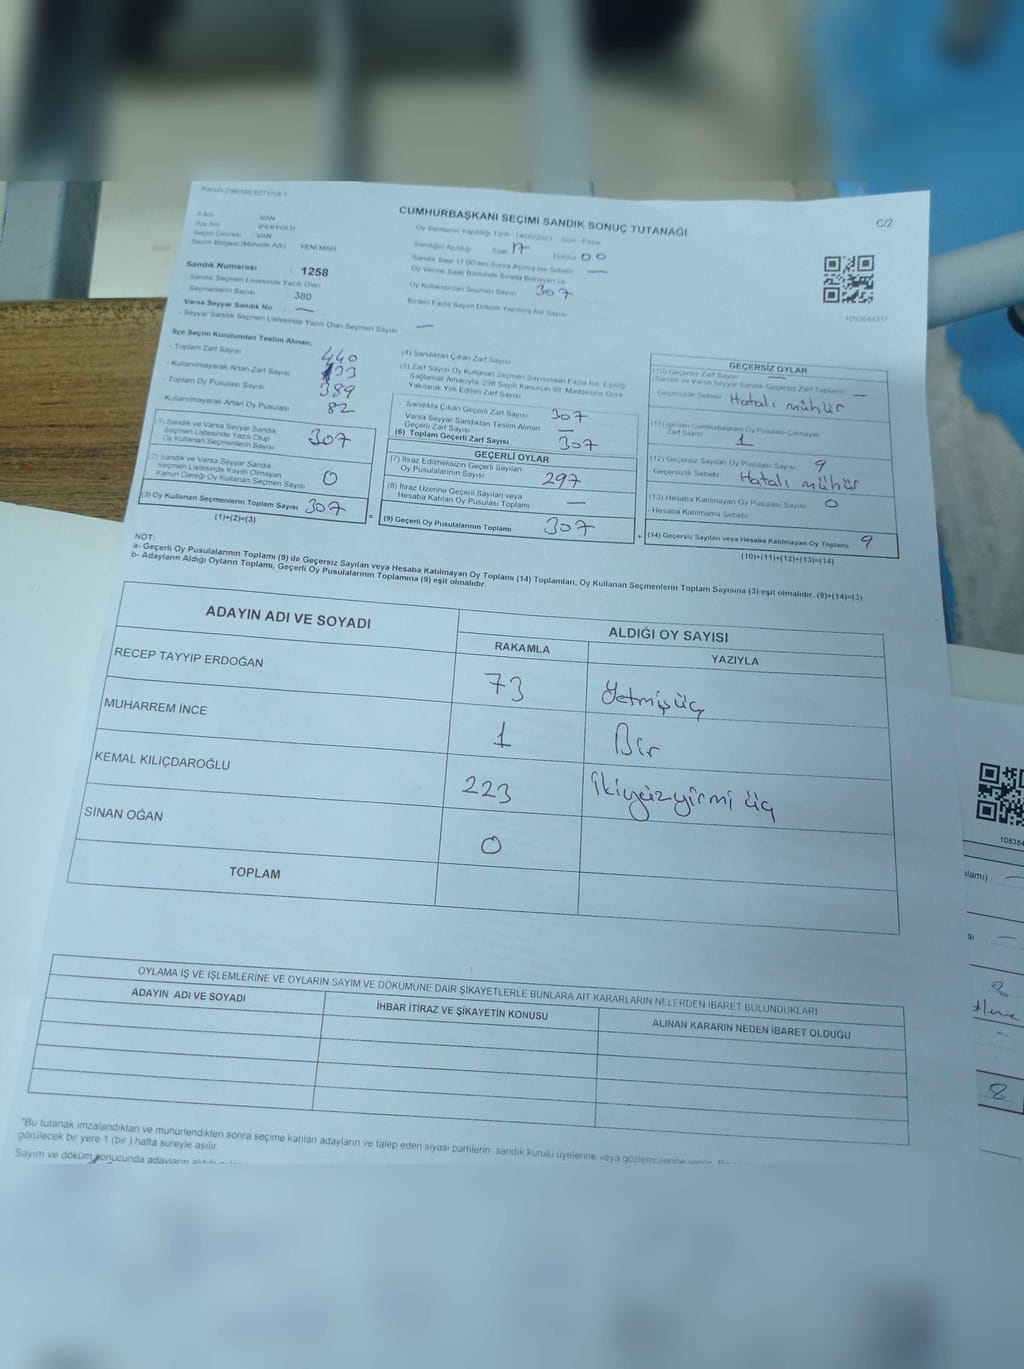 CUMHURBAŞKANI SEÇİMİ SANDIK SONUÇ TUTANAĞI
C/2
İl Adı VAN
İlçe Adı İPEKYOLU
Seçim Çevresi VAN
Seçim Bölgesi (Mahalle Adı) YENİ MAH
Sandık Numarası : 1258
Sandık Seçmen Listesinde Yazılı Olan
Seçmenlerin Sayısı : 380
Varsa Seyyar Sandık No : —
- Seyyar Sandık Seçmen Listesinde Yazılı Olan Seçmen Sayısı —
Oy Vermenin Yapıldığı Tarih : 14/05/2023 Gün : Pazar
Sandığın Açıldığı Saat 17 Dakika 00
Sandık Saat 17:00'den Sonra Açılmış İse Sebebi —
Oy Verme Saati Bitiminde Sırada Bekleyen ve
Oy Kullandırılan Seçmen Sayısı 307
Birden Fazla Sayım Döküm Yapılmış İse Sayısı
1093644317
İlçe Seçim Kurulundan Teslim Alınan;
- Toplam Zarf Sayısı 440
- Kullanılmayarak Artan Zarf Sayısı 133
- Toplam Oy Pusulası Sayısı 389
- Kullanılmayarak Artan Oy Pusulası 82
(1) Sandık ve Varsa Seyyar Sandık
Seçmen Listesinde Yazılı Olup
Oy Kullanan Seçmenlerin Sayısı 307
(2) Sandık ve Varsa Seyyar Sandık
Seçmen Listesinde Kayıtlı Olmayan
Kanun Gereği Oy Kullanan Seçmen Sayısı 0
(3) Oy Kullanan Seçmenlerin Toplam Sayısı 307
(1)+(2)=(3)
(4) Sandıktan Çıkan Zarf Sayısı
(5) Zarf Sayısı Oy Kullanan Seçmen Sayısından Fazla İse, Eşitliği
Sağlamak Amacıyla; 298 Sayılı Kanunun 98. Maddesine Göre
Yakılarak Yok Edilen Zarf Sayısı
Sandıkta Çıkan Geçerli Zarf Sayısı 307
Varsa Seyyar Sandıktan Teslim Alınan
Geçerli Zarf Sayısı —
(6) Toplam Geçerli Zarf Sayısı 307
GEÇERLİ OYLAR
(7) İtiraz Edilmeksizin Geçerli Sayılan
Oy Pusulalarının Sayısı 297
(8) İtiraz Üzerine Geçerli Sayılan veya
Hesaba Katılan Oy Pusulası Toplamı —
= (9) Geçerli Oy Pusulalarının Toplamı 307
GEÇERSİZ OYLAR
(10) Geçersiz Zarf Sayısı
(Sandık ve Varsa Seyyar Sandık Geçersiz Zarf Toplamı) —
- Geçersizlik Sebebi Hatalı mühür
(11) İçinden Cumhurbaşkanı Oy Pusulası Çıkmayan
Zarf Sayısı 1
(12) Geçersiz Sayılan Oy Pusulası Sayısı 9
- Geçersizlik Sebebi Hatalı mühür
(13) Hesaba Katılmayan Oy Pusulası Sayısı 0
- Hesaba Katılmama Sebebi
+ (14) Geçersiz Sayılan veya Hesaba Katılmayan Oy Toplamı 9
(10)+(11)+(12)+(13)=(14)
NOT:
a- Geçerli Oy Pusulalarının Toplamı (9) ile Geçersiz Sayılan veya Hesaba Katılmayan Oy Toplamı (14) Toplamları, Oy Kullanan Seçmenlerin Toplam Sayısına (3) eşit olmalıdır. (9)+(14)=(3)
b- Adayların Aldığı Oyların Toplamı, Geçerli Oy Pusulalarının Toplamına (9) eşit olmalıdır.
ADAYIN ADI VE SOYADI
ALDIĞI OY SAYISI
RAKAMLA
YAZIYLA
RECEP TAYYİP ERDOĞAN 73 Yetmişüç
MUHARREM İNCE 1 Bir
KEMAL KILIÇDAROĞLU 223 ikiyüzyirmi üç
SİNAN OĞAN 0
TOPLAM
OYLAMA İŞ VE İŞLEMLERİNE VE OYLARIN SAYIM VE DÖKÜMÜNE DAİR ŞİKAYETLERLE BUNLARA AİT KARARLARIN NELERDEN İBARET BULUNDUKLARI
ADAYIN ADI VE SOYADI
İHBAR İTİRAZ VE ŞİKAYETİN KONUSU
ALINAN KARARIN NEDEN İBARET OLDUĞU
*Bu tutanak imzalandıktan ve mühürlendikten sonra seçime katılan adayların ve talep eden siyasi partilerin sandık kurulu üyelerine veya gözlemcilerine
görülecek bir yere 1 (bir ) hafta süreyle asılır.
Sayım ve döküm sonucunda adayların aldığı